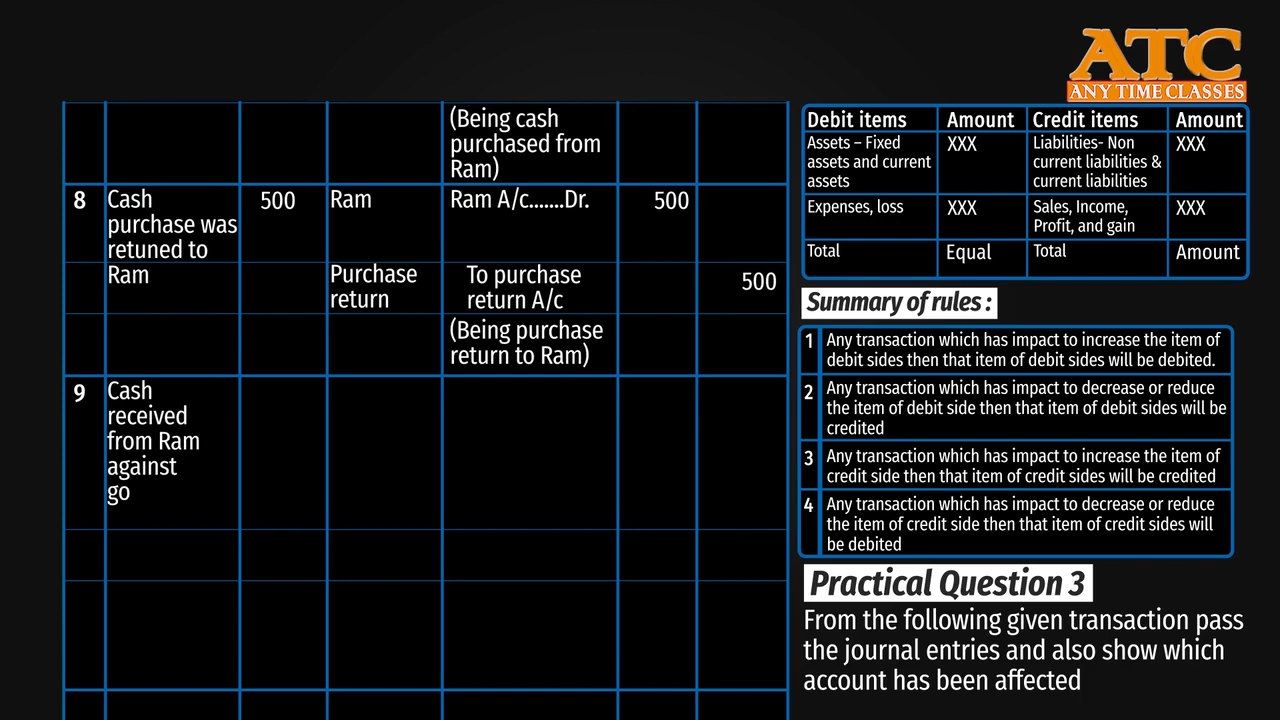 ATC
ANY TIME CLASSES
(Being cash
purchased from
Ram)
8 Cash 500 Ram Ram A/c.......Dr. 500
purchase was
retuned to
Ram Purchase To purchase 500
return return A/c
(Being purchase
return to Ram)
9 Cash
received
from Ram
against
go
Debit items Amount Credit items Amount
Assets – Fixed XXX Liabilities- Non XXX
assets and current current liabilities &
assets current liabilities
Expenses, loss XXX Sales, Income, XXX
Profit, and gain
Total Equal Total Amount
Summary of rules :
1 Any transaction which has impact to increase the item of
debit sides then that item of debit sides will be debited.
2 Any transaction which has impact to decrease or reduce
the item of debit side then that item of debit sides will be
credited
3 Any transaction which has impact to increase the item of
credit side then that item of credit sides will be credited
4 Any transaction which has impact to decrease or reduce
the item of credit side then that item of credit sides will
be debited
Practical Question 3
From the following given transaction pass
the journal entries and also show which
account has been affected